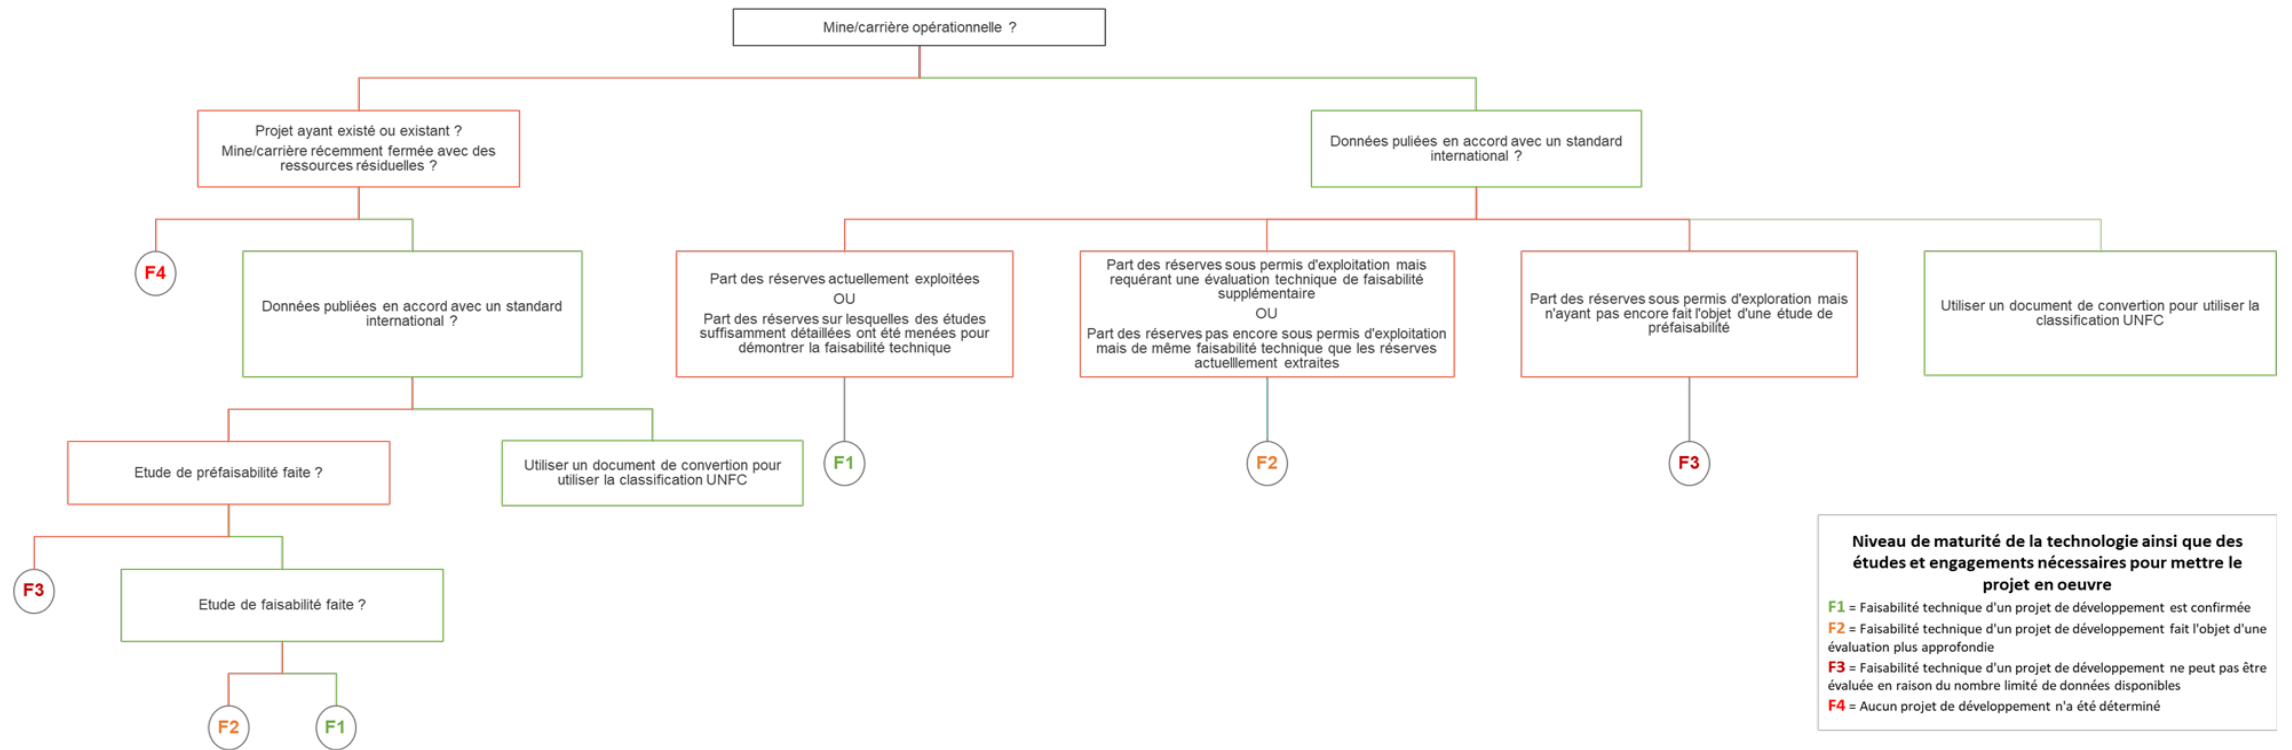 Mine/carrière opérationnelle ?
Projet ayant existé ou existant ?
Mine/carrière récemment fermée avec des
ressources résiduelles ?
Données puliées en accord avec un standard
international ?
F4
Données publiées en accord avec un standard
international ?
Part des réserves actuellement exploitées
OU
Part des réserves sur lesquelles des études
suffisamment détaillées ont été menées pour
démontrer la faisabilité technique
Part des réserves sous permis d'exploitation mais
requérant une évaluation technique de faisabilité
supplémentaire
OU
Part des réserves pas encore sous permis d'exploitation
mais de même faisabilité technique que les réserves
actuelllement extraites
Part des réserves sous permis d'exploration mais
n'ayant pas encore fait l'objet d'une étude de
préfaisabilité
Utiliser un document de convertion pour utiliser la
classification UNFC
Etude de préfaisabilité faite ?
Utiliser un document de convertion pour
utiliser la classification UNFC
F1
F2
F3
F3
Etude de faisabilité faite ?
F2
F1
Niveau de maturité de la technologie ainsi que des
études et engagements nécessaires pour mettre le
projet en oeuvre
F1 = Faisabilité technique d'un projet de développement est confirmée
F2 = Faisabilité technique d'un projet de développement fait l'objet d'une
évaluation plus approfondie
F3 = Faisabilité technique d'un projet de développement ne peut pas être
évaluée en raison du nombre limité de données disponibles
F4 = Aucun projet de développement n'a été déterminé